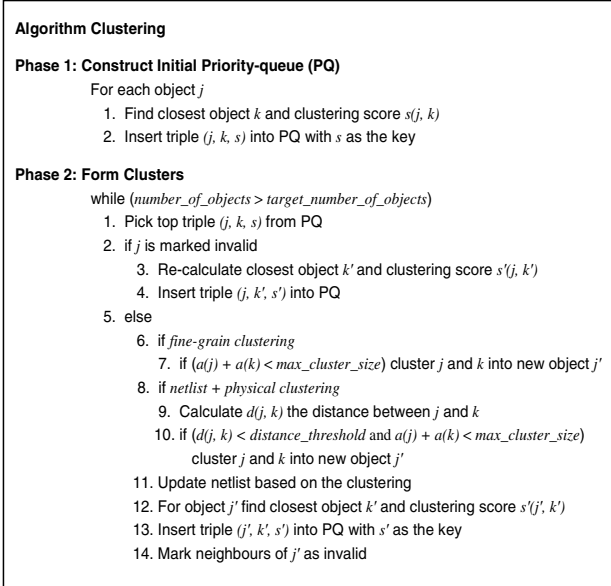 Algorithm Clustering
Phase 1: Construct Initial Priority-queue (PQ)
For each object j
1. Find closest object k and clustering score s(j, k)
2. Insert triple (j, k, s) into PQ with s as the key
Phase 2: Form Clusters
while (number_of_objects > target_number_of_objects)
1. Pick top triple (j, k, s) from PQ
2. if j is marked invalid
3. Re-calculate closest object k′ and clustering score s′(j, k′)
4. Insert triple (j, k′, s′) into PQ
5. else
6. if fine-grain clustering
7. if (a(j) + a(k) < max_cluster_size) cluster j and k into new object j′
8. if netlist + physical clustering
9. Calculate d(j, k) the distance between j and k
10. if (d(j, k) < distance_threshold and a(j) + a(k) < max_cluster_size)
cluster j and k into new object j′
11. Update netlist based on the clustering
12. For object j′ find closest object k′ and clustering score s′(j′, k′)
13. Insert triple (j′, k′, s′) into PQ with s′ as the key
14. Mark neighbours of j′ as invalid